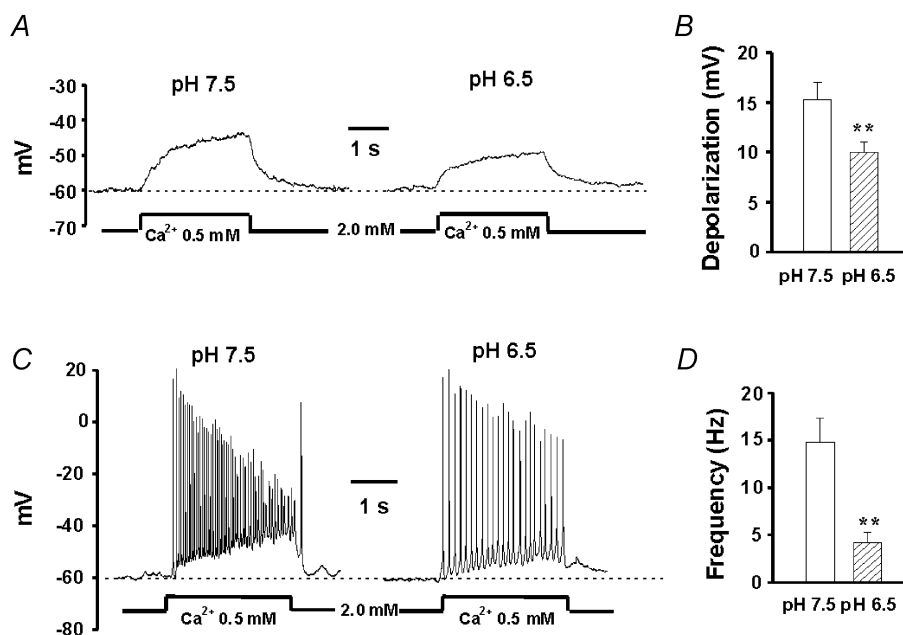 A
pH 7.5
pH 6.5
mV
-30
-40
-50
-60
-70
1 s
Ca²⁺ 0.5 mM
2.0 mM
Ca²⁺ 0.5 mM
B
Depolarization (mV)
20
15
10
5
0
**
pH 7.5 pH 6.5
C
pH 7.5
pH 6.5
mV
20
0
-20
-40
-60
-80
1 s
Ca²⁺ 0.5 mM
2.0 mM
Ca²⁺ 0.5 mM
D
Frequency (Hz)
20
15
10
5
0
**
pH 7.5 pH 6.5